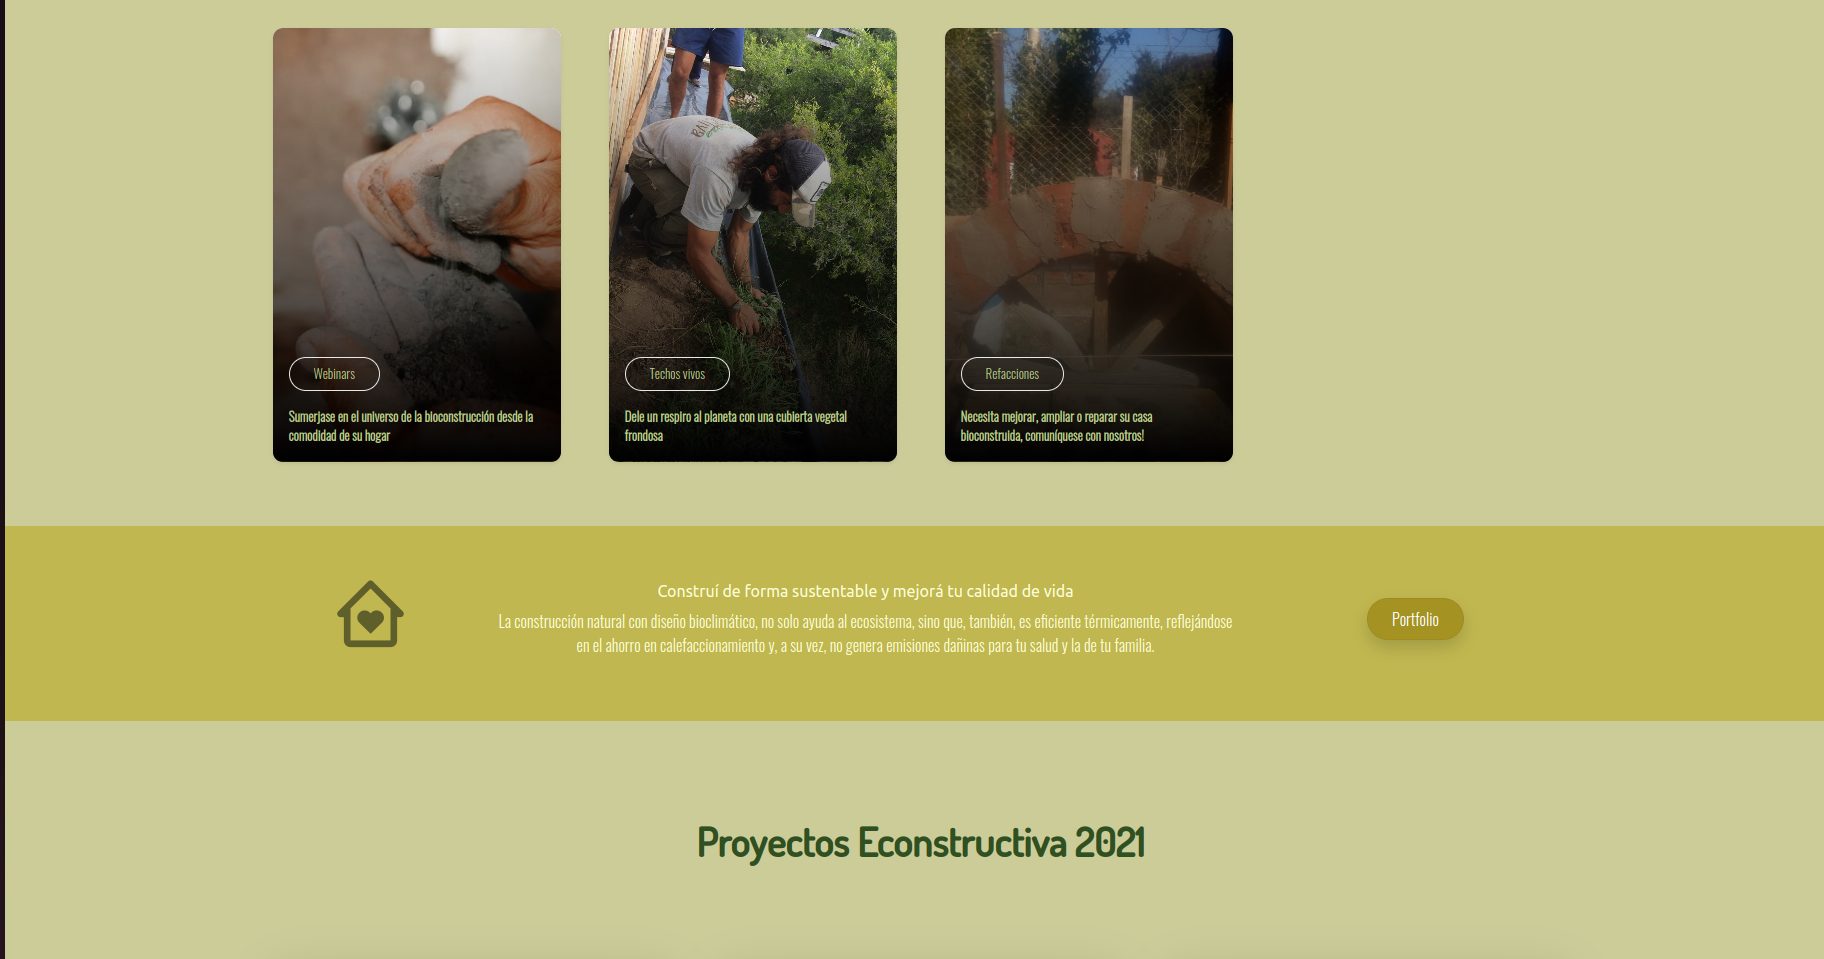 Webinars
Sumerjase en el universo de la bioconstrucción desde la
comodidad de su hogar
Techos vivos
Dele un respiro al planeta con una cubierta vegetal
frondosa
Refacciones
Necesita mejorar, ampliar o reparar su casa
bioconstruida, comuníquese con nosotros!
Construí de forma sustentable y mejorá tu calidad de vida
La construcción natural con diseño bioclimático, no solo ayuda al ecosistema, sino que, también, es eficiente térmicamente, reflejándose
en el ahorro en calefaccionamiento y, a su vez, no genera emisiones dañinas para tu salud y la de tu familia.
Portfolio
Proyectos Econstructiva 2021